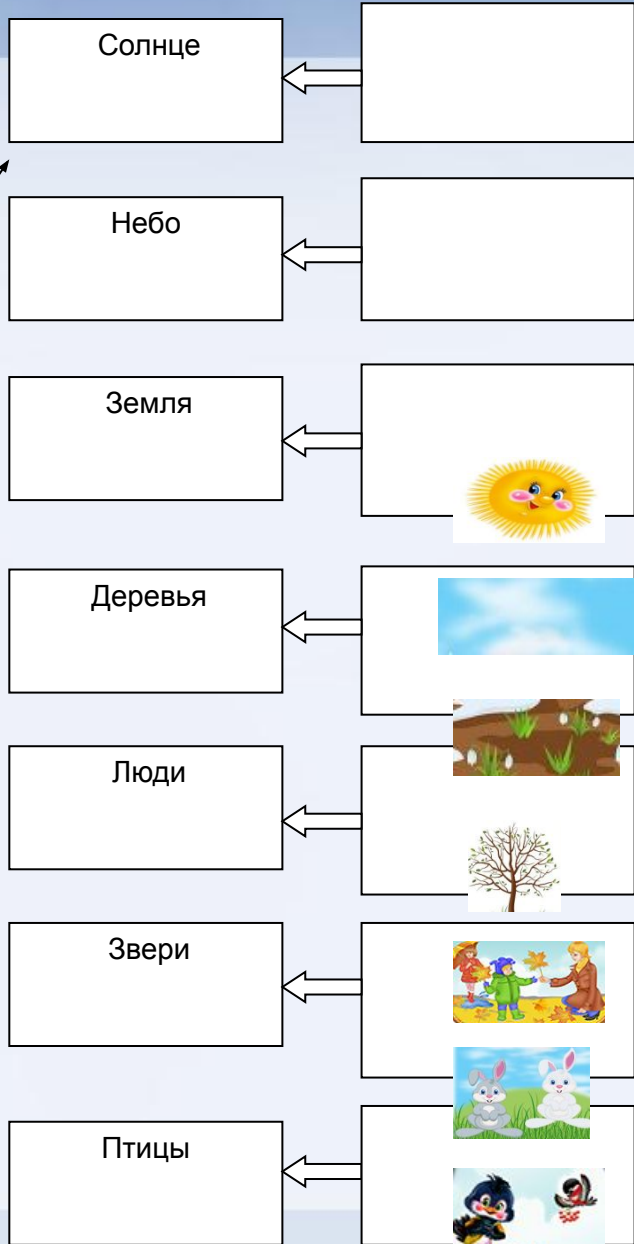 Солнце
Небо
Земля
Деревья
Люди
Звери
Птицы